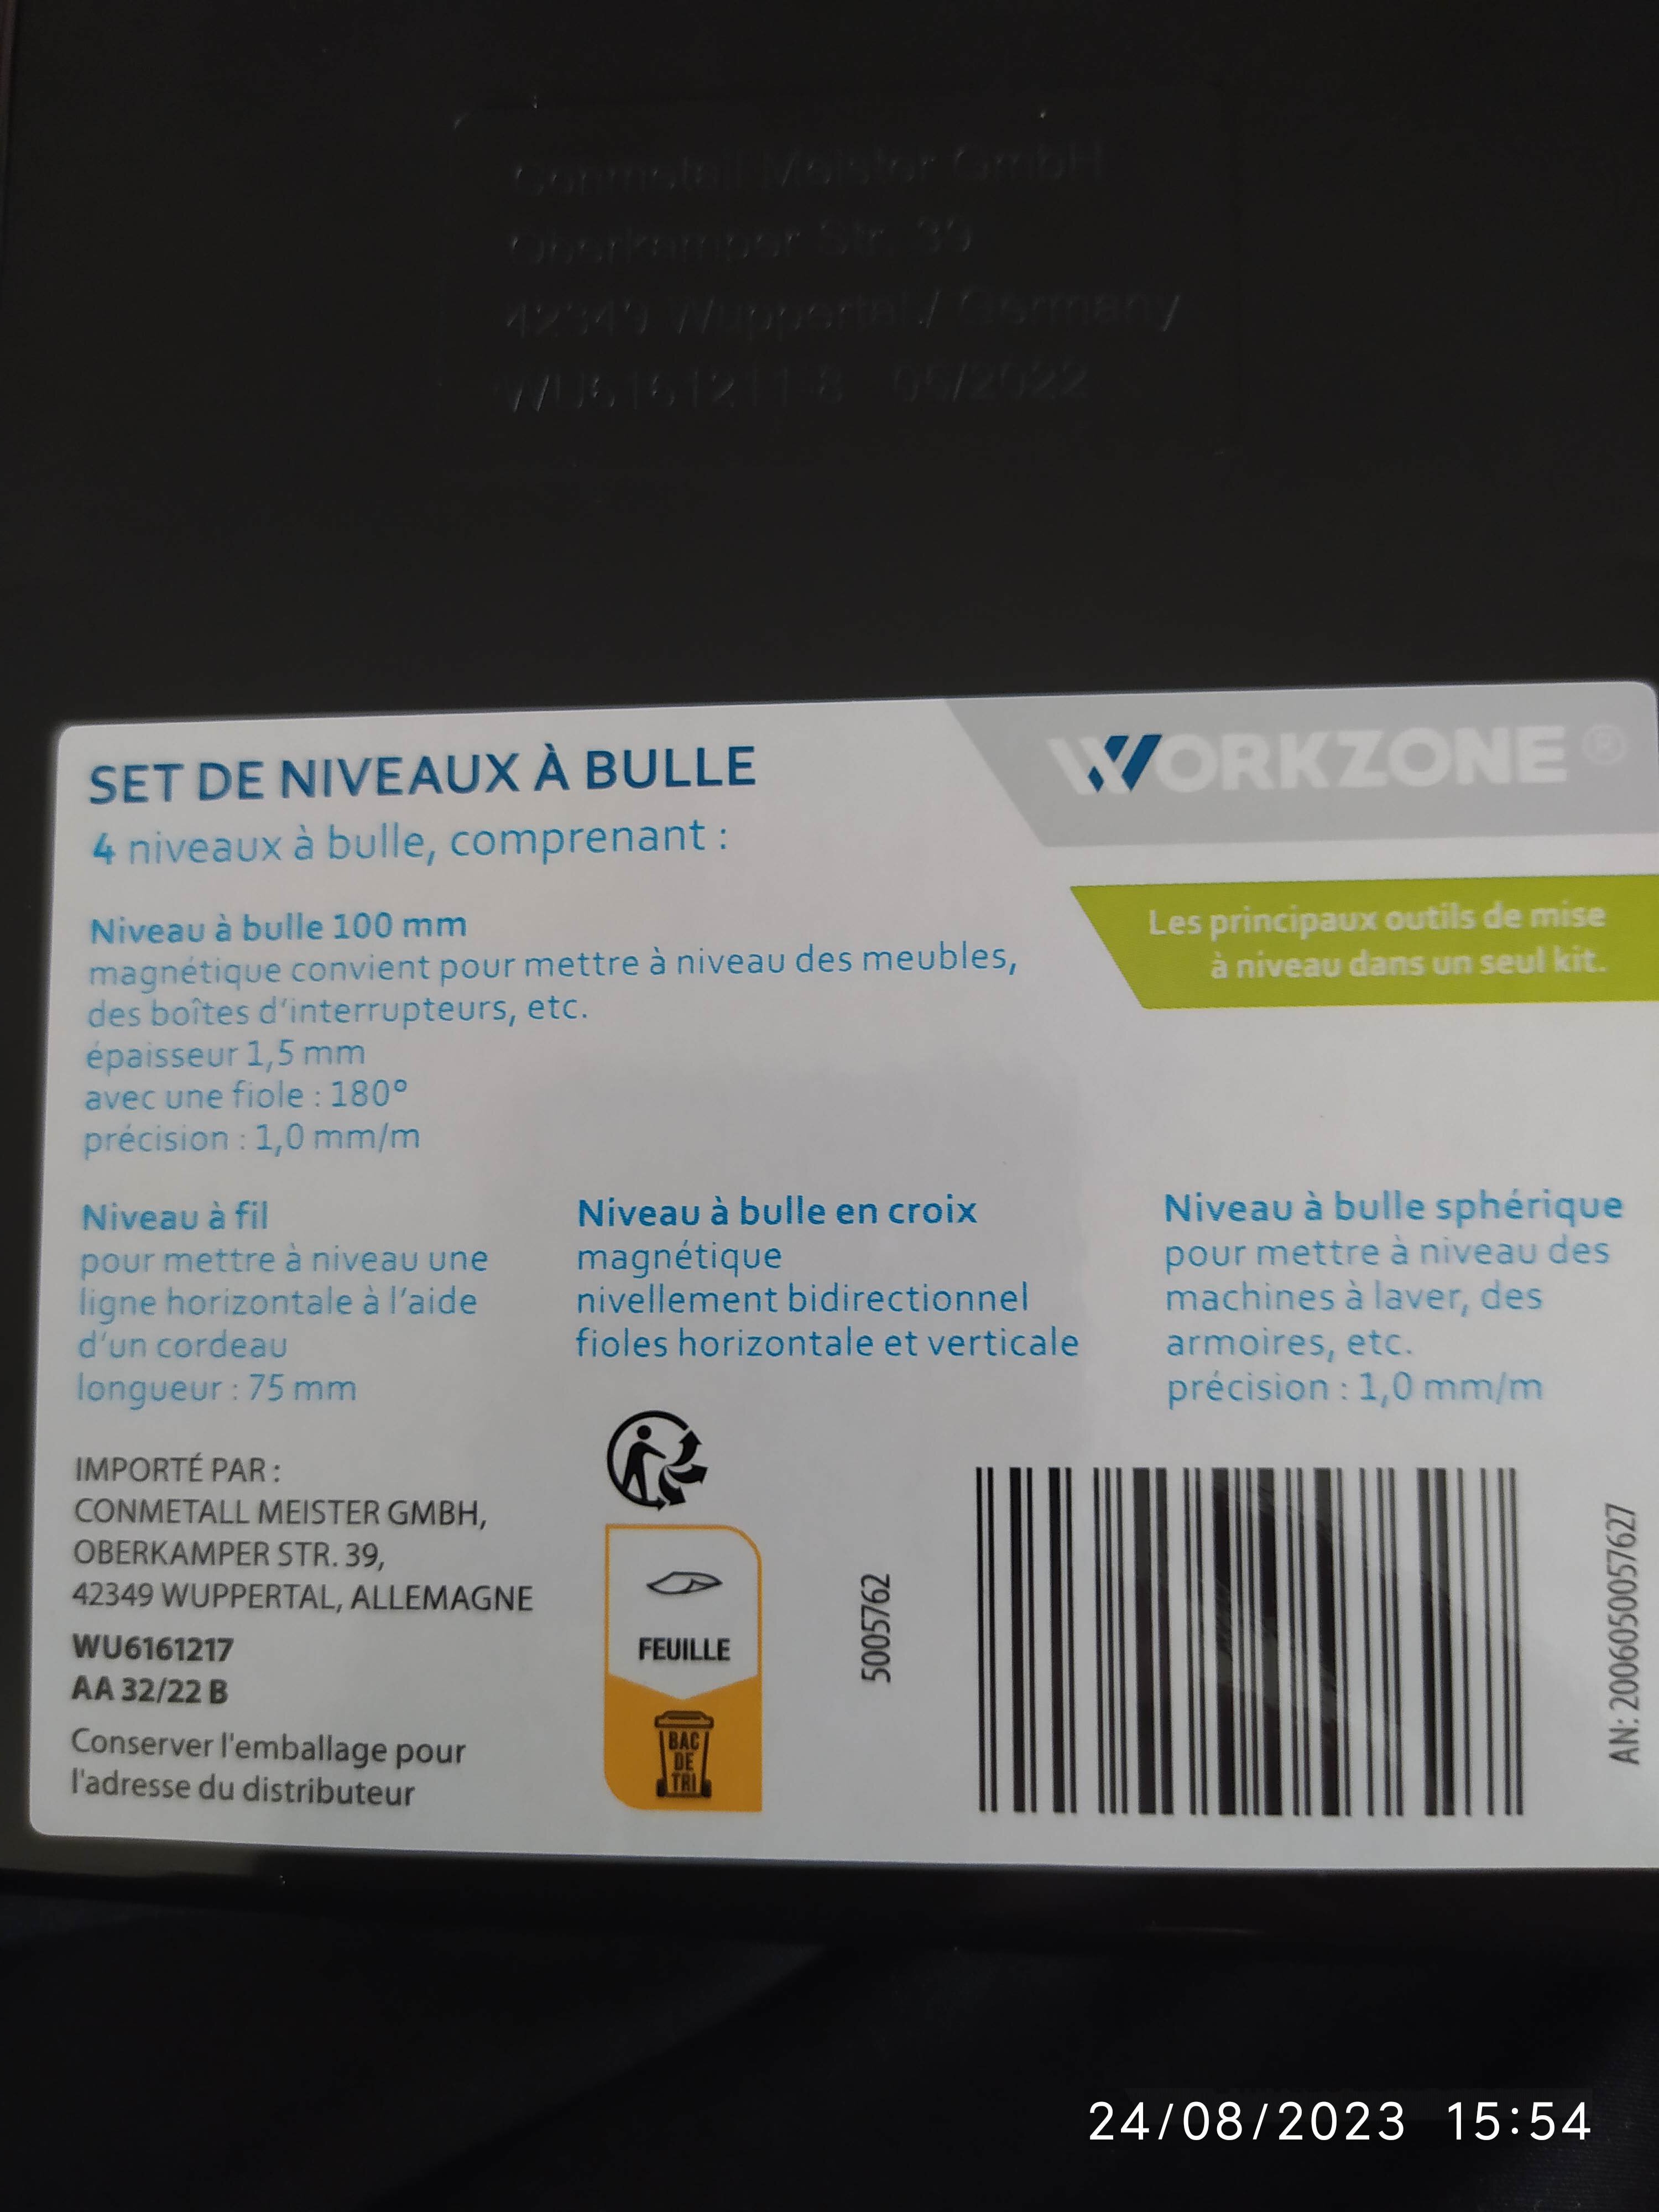 Conmetall Meister GmbH
Oberkamper Str. 39
42349 Wuppertal / Germany
WU6161211-8 06/2022
SET DE NIVEAUX À BULLE
4 niveaux à bulle, comprenant :
WORKZONE®
Les principaux outils de mise
à niveau dans un seul kit.
Niveau à bulle 100 mm
magnétique convient pour mettre à niveau des meubles,
des boîtes d'interrupteurs, etc.
épaisseur 1,5 mm
avec une fiole : 180°
précision : 1,0 mm/m
Niveau à fil
pour mettre à niveau une
ligne horizontale à l'aide
d'un cordeau
longueur : 75 mm
Niveau à bulle en croix
magnétique
nivellement bidirectionnel
fioles horizontale et verticale
Niveau à bulle sphérique
pour mettre à niveau des
machines à laver, des
armoires, etc.
précision : 1,0 mm/m
IMPORTÉ PAR :
CONMETALL MEISTER GMBH,
OBERKAMPER STR. 39,
42349 WUPPERTAL, ALLEMAGNE
WU6161217
AA 32/22 B
Conserver l'emballage pour
l'adresse du distributeur
FEUILLE
BAC
DE
TRI
5005762
AN: 2006050057627
24/08/2023 15:54